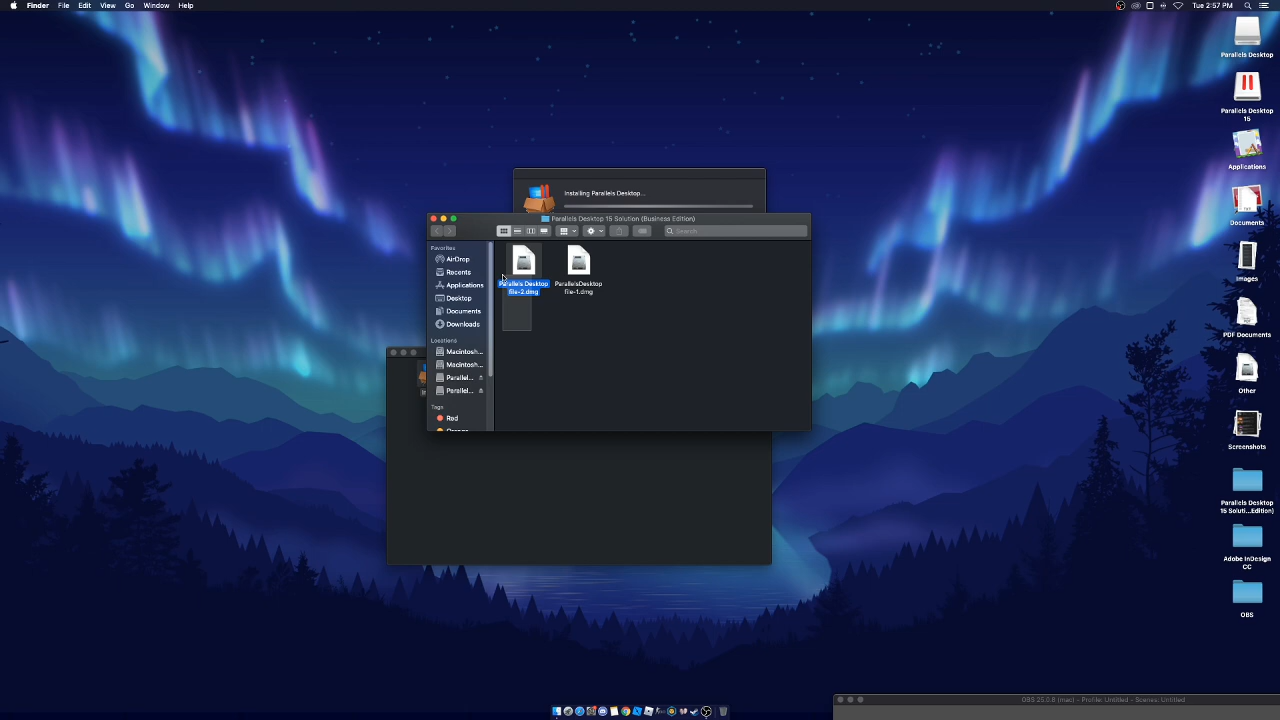 Finder File Edit View Go Window Help
Tue 2:57 PM
Parallels Desktop
Parallels Desktop
15
Applications
Documents
PDF Documents
Other
Screenshots
Parallels Desktop
15 Soluti...Edition)
Adobe InDesign
CC
OBS
Installing Parallels Desktop...
Parallels Desktop 15 Solution (Business Edition)
Search
Favorites
AirDrop
Recents
Applications
Desktop
Documents
Downloads
Locations
Macintosh...
Macintosh...
Parallel...
Parallel...
Tags
Red
Parallels Desktop
file-2.dmg
ParallelsDesktop
file-1.dmg
OBS 25.0.8 (mac) - Profile: Untitled - Scenes: Untitled